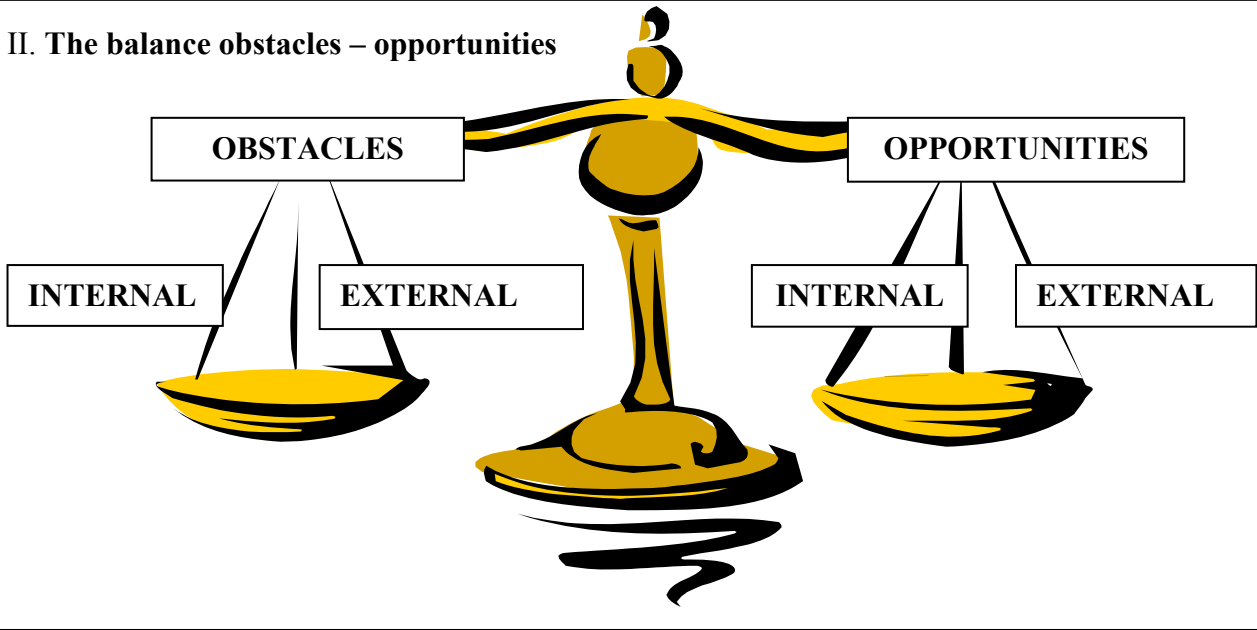 II. The balance obstacles – opportunities
OBSTACLES
OPPORTUNITIES
INTERNAL
EXTERNAL
INTERNAL
EXTERNAL